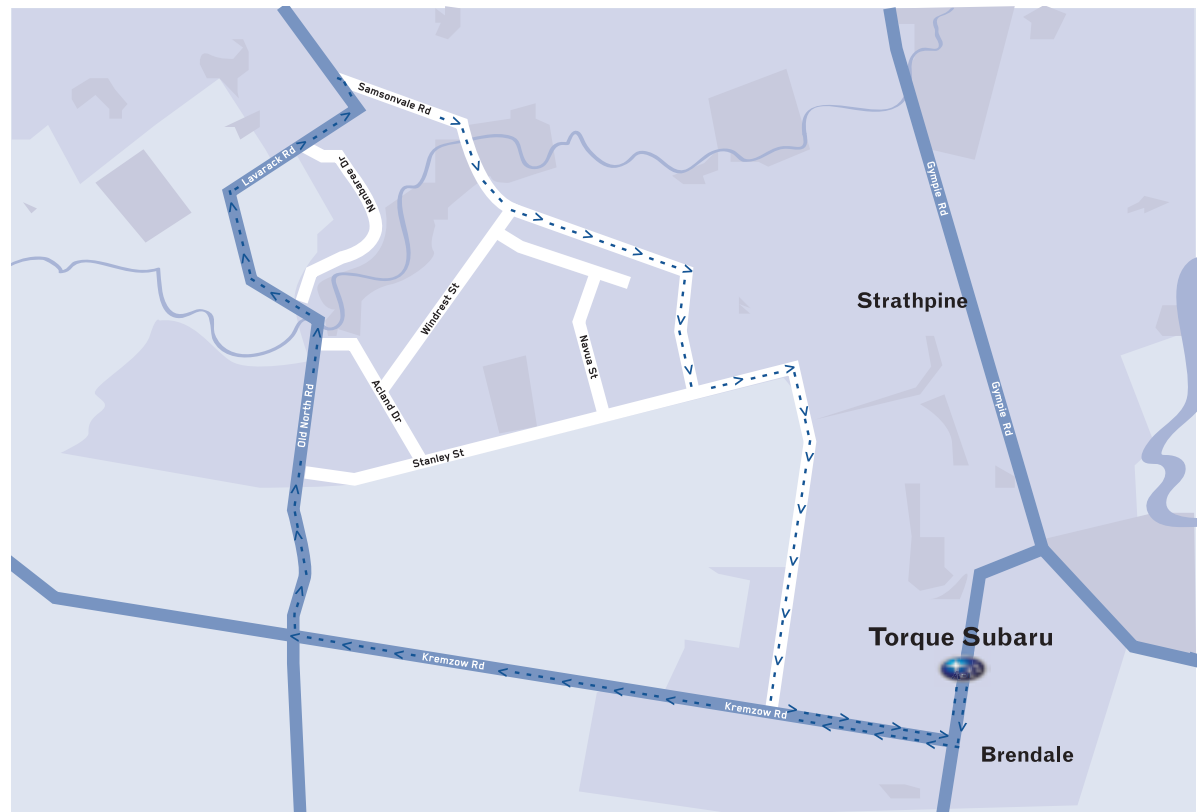 Samsonvale Rd
Lavarack Rd
Nanbaree Dr
Gympie Rd
Strathpine
Windrest St
Navua St
Acland Dr
Old North Rd
Gympie Rd
Stanley St
Torque Subaru
Kremzow Rd
Kremzow Rd
Brendale